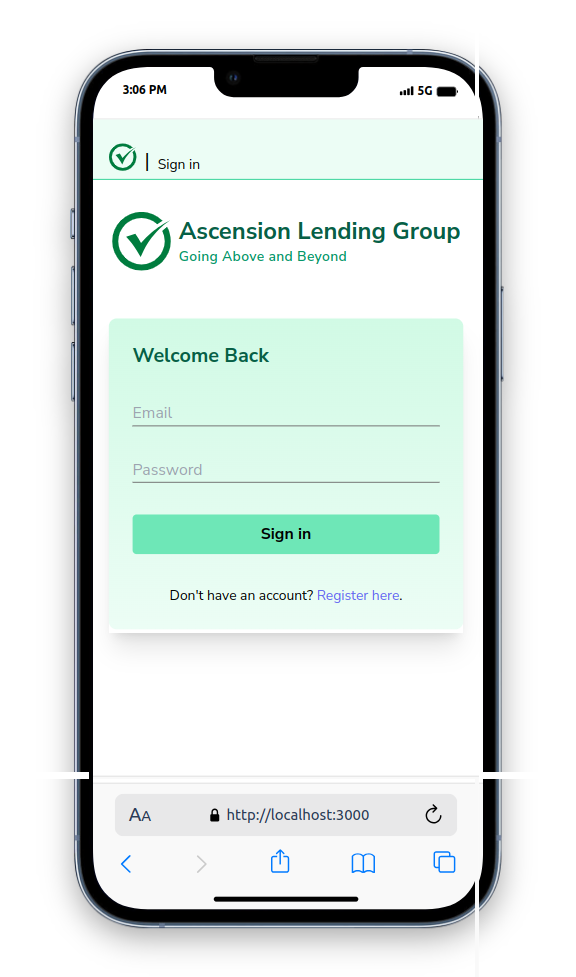 3:06 PM 5G
| Sign in
Ascension Lending Group
Going Above and Beyond
Welcome Back
Email
Password
Sign in
Don't have an account? Register here.
AA http://localhost:3000